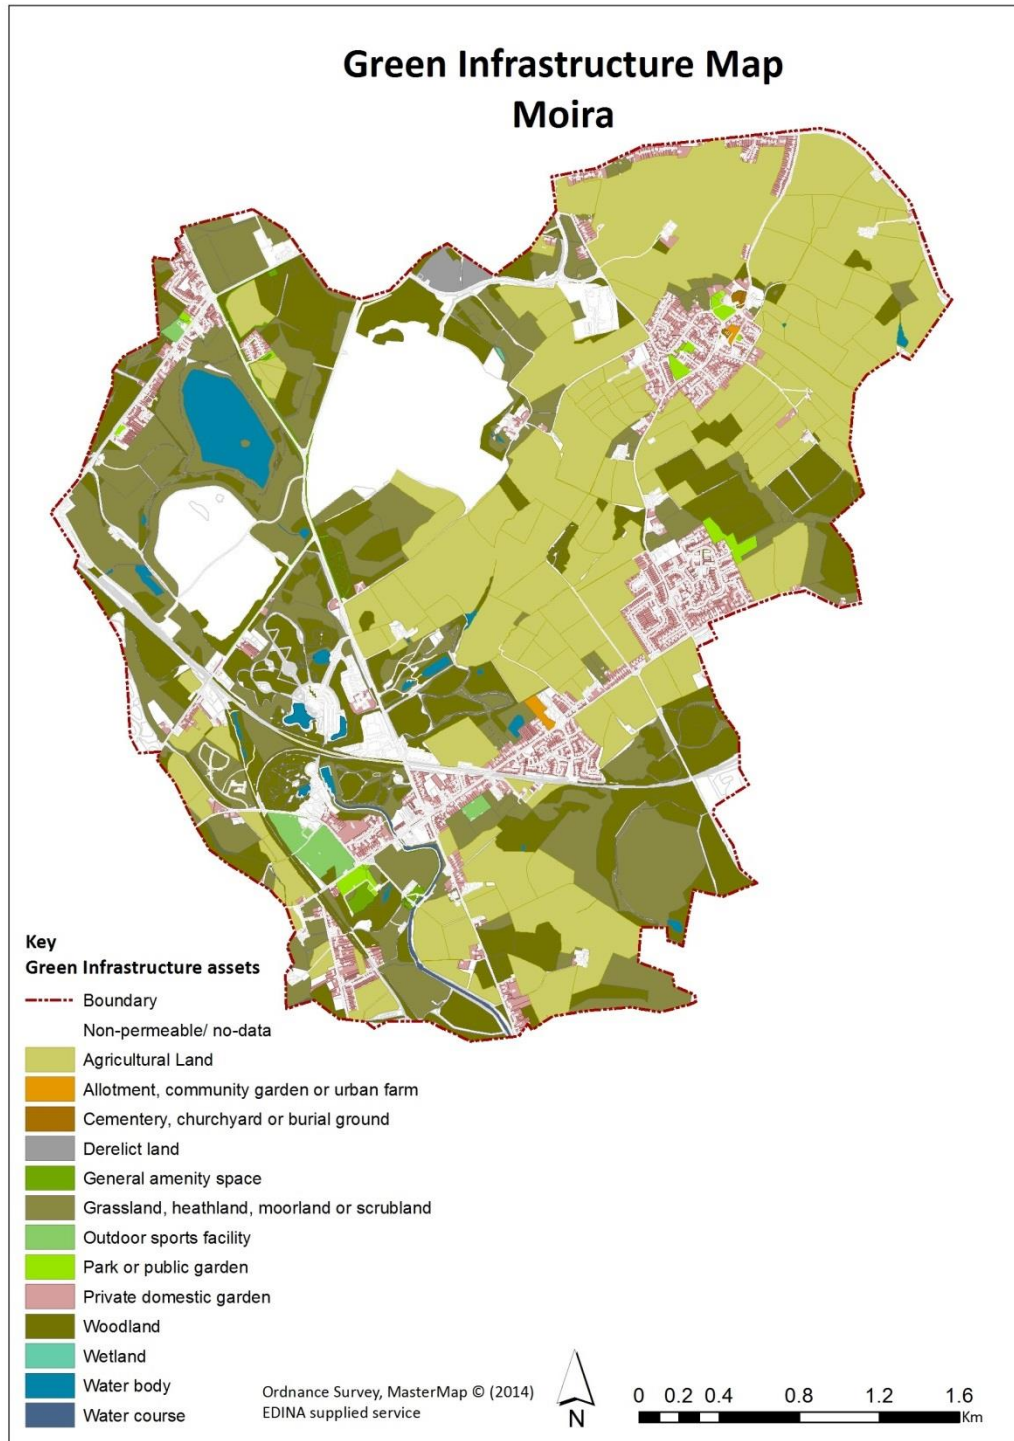 Green Infrastructure Map
Moira
Key
Green Infrastructure assets
Boundary
Non-permeable/ no-data
Agricultural Land
Allotment, community garden or urban farm
Cementery, churchyard or burial ground
Derelict land
General amenity space
Grassland, heathland, moorland or scrubland
Outdoor sports facility
Park or public garden
Private domestic garden
Woodland
Wetland
Water body
Water course
Ordnance Survey, MasterMap © (2014)
EDINA supplied service
N
0 0.2 0.4 0.8 1.2 1.6
Km